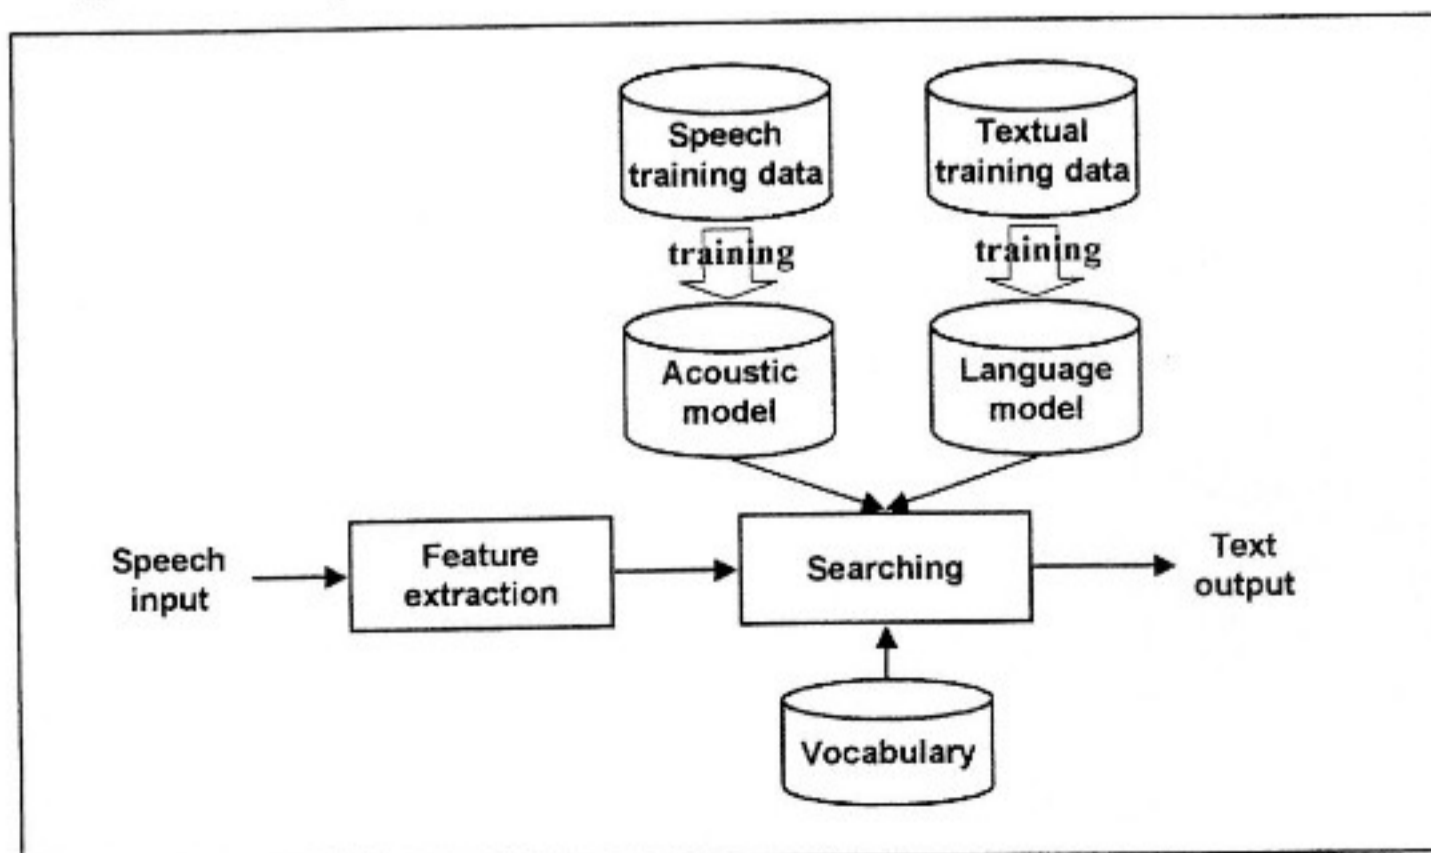 Speech
training data
Textual
training data
training
training
Acoustic
model
Language
model
Speech
input
Feature
extraction
Searching
Text
output
Vocabulary